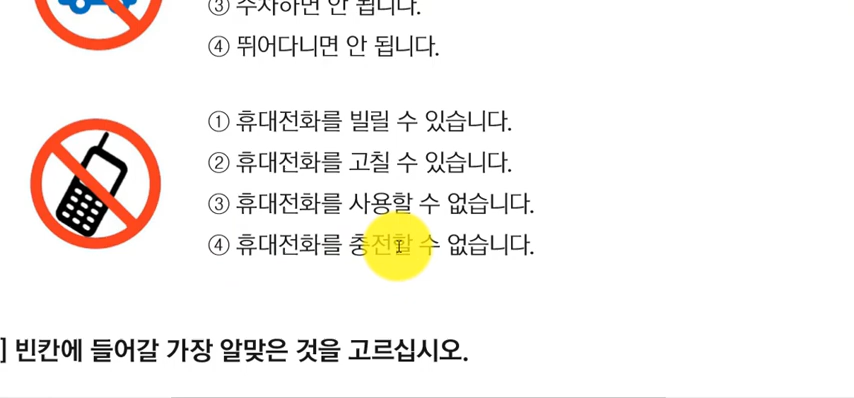 ③ 주차하면 안 됩니다.
④ 뛰어다니면 안 됩니다.
① 휴대전화를 빌릴 수 있습니다.
② 휴대전화를 고칠 수 있습니다.
③ 휴대전화를 사용할 수 없습니다.
④ 휴대전화를 충전할 수 없습니다.
] 빈칸에 들어갈 가장 알맞은 것을 고르십시오.